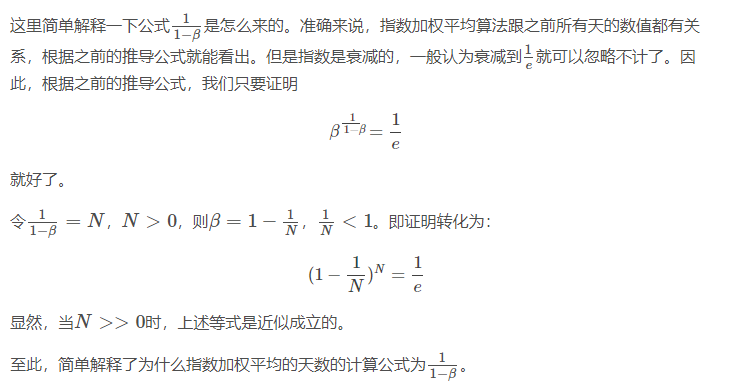 这里简单解释一下公式$\frac{1}{1-\beta}$是怎么来的。准确来说，指数加权平均算法跟之前所有天的数值都有关
系，根据之前的推导公式就能看出。但是指数是衰减的，一般认为衰减到$\frac{1}{e}$就可以忽略不计了。因
此，根据之前的推导公式，我们只要证明
$\beta^{\frac{1}{1-\beta}}=\frac{1}{e}$
就好了。
令$\frac{1}{1-\beta}=N$，$N>0$，则$\beta=1-\frac{1}{N}$，$\frac{1}{N}<1$。即证明转化为：
$(1-\frac{1}{N})^N=\frac{1}{e}$
显然，当$N>>0$时，上述等式是近似成立的。
至此，简单解释了为什么指数加权平均的天数的计算公式为$\frac{1}{1-\beta}$。